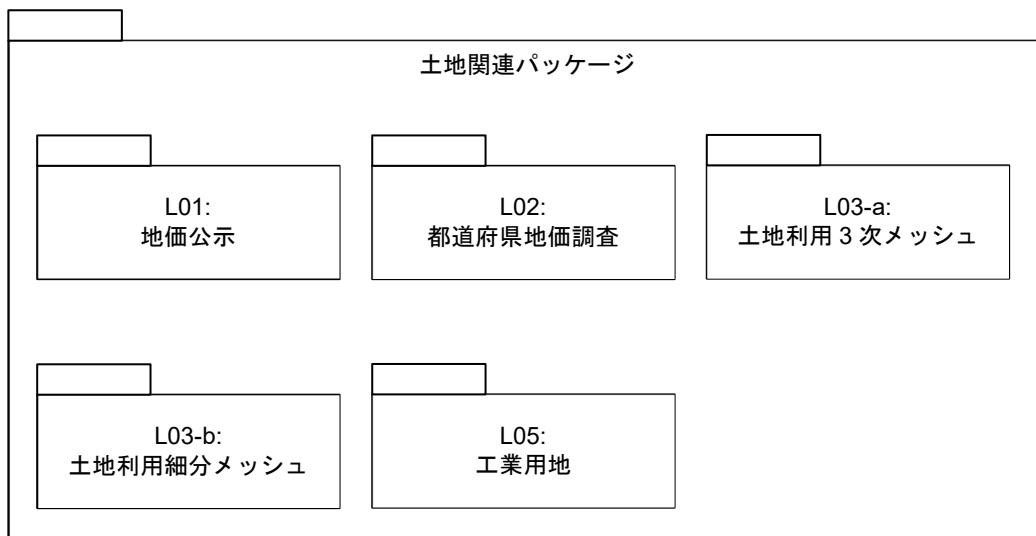 土地関連パッケージ
L01:
地価公示
L02:
都道府県地価調査
L03-a:
土地利用3次メッシュ
L03-b:
土地利用細分メッシュ
L05:
工業用地